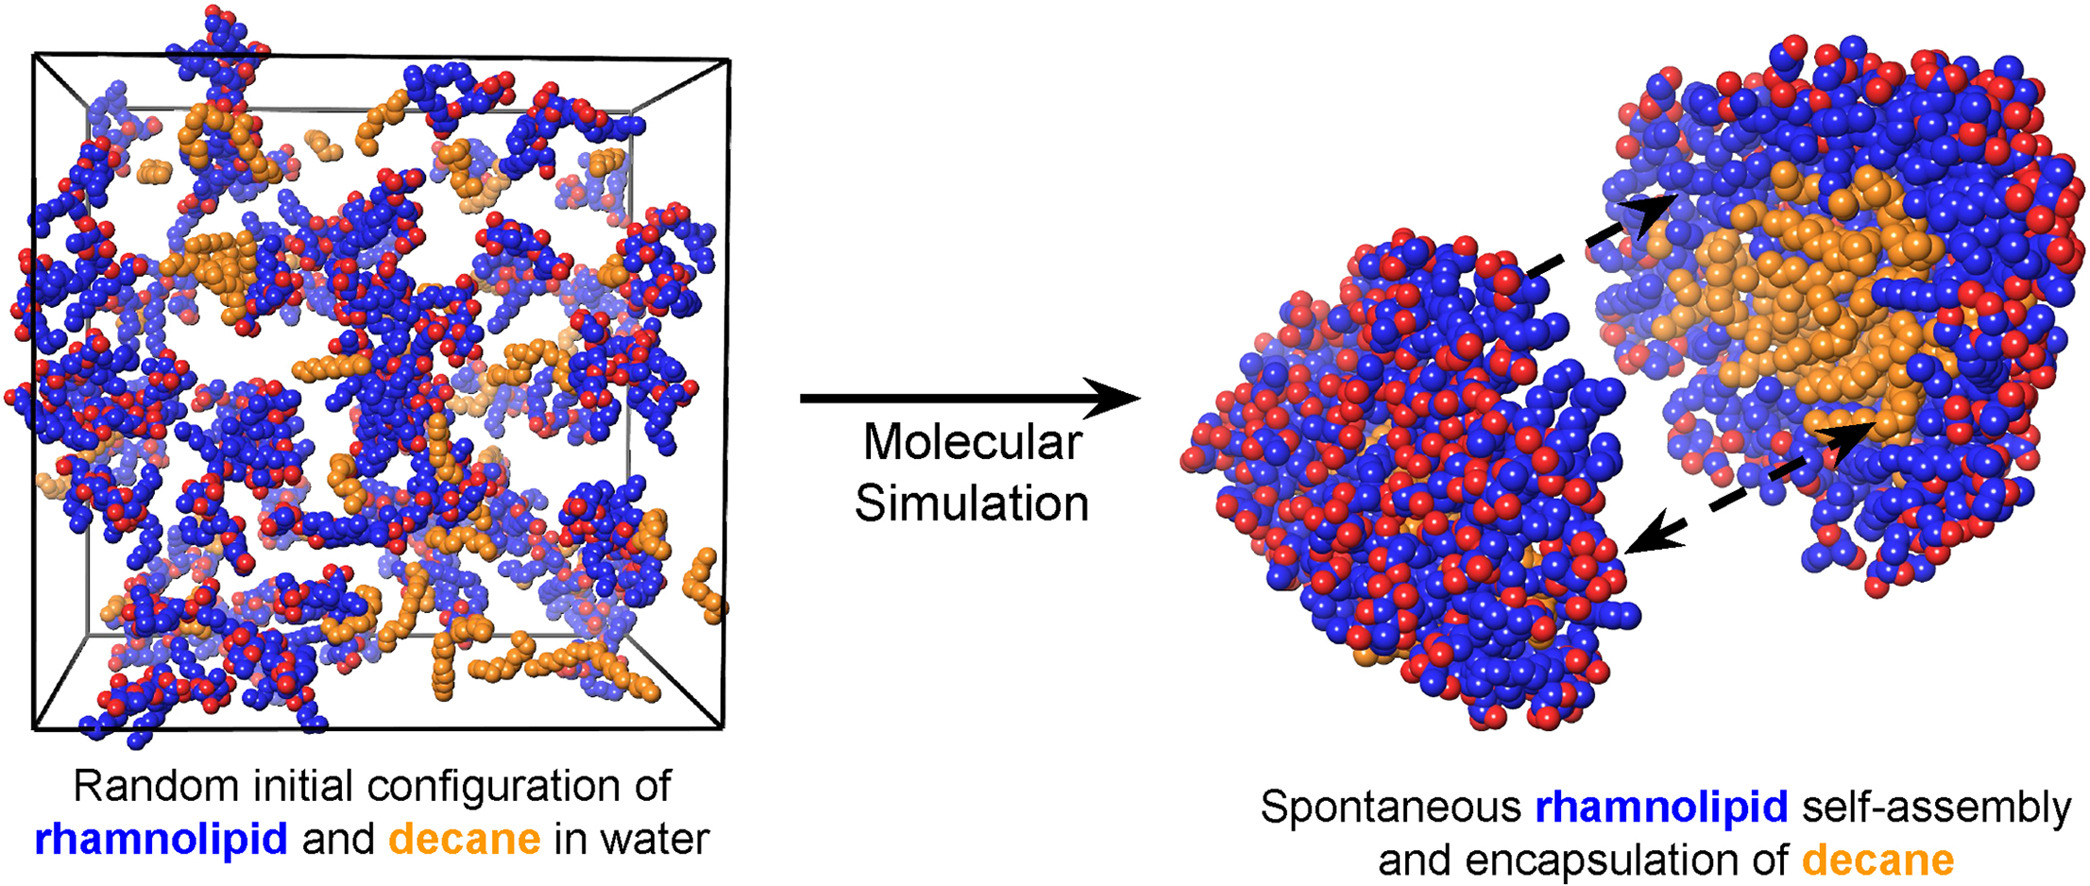 Molecular
Simulation
Random initial configuration of
rhamnolipid and decane in water
Spontaneous rhamnolipid self-assembly
and encapsulation of decane